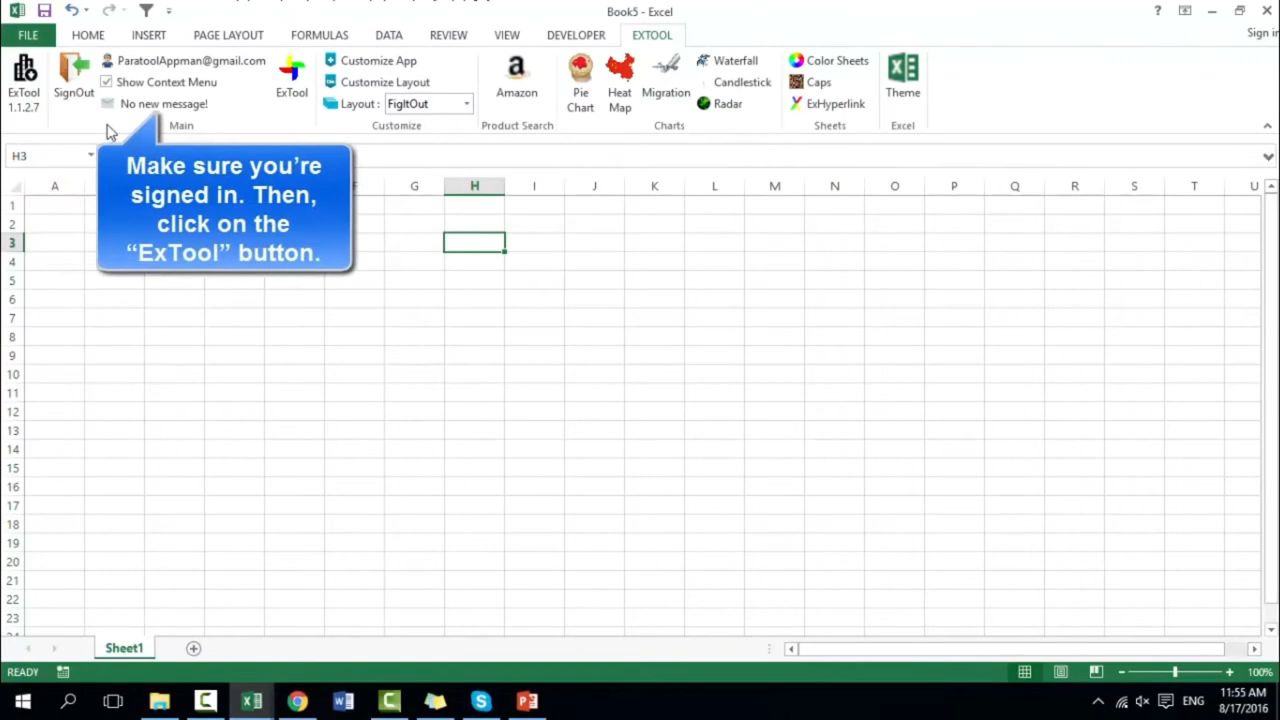 Book5 - Excel
FILE HOME INSERT PAGE LAYOUT FORMULAS DATA REVIEW VIEW DEVELOPER EXTOOL Sign in
ExTool
1.1.2.7
SignOut
ParatoolAppman@gmail.com
Show Context Menu
No new message!
ExTool
Main
Customize App
Customize Layout
Layout: FigItOut
Customize
Amazon
Product Search
Pie
Chart
Heat
Map
Migration
Waterfall
Candlestick
Radar
Charts
Color Sheets
Caps
ExHyperlink
Sheets
Theme
Excel
H3
Make sure you’re
signed in. Then,
click on the
“ExTool” button.
A F G H I J K L M N O P Q R S T U
1
2
3
4
5
6
7
8
9
10
11
12
13
14
15
16
17
18
19
20
21
22
23
Sheet1
READY
100%
ENG
11:55 AM
8/17/2016